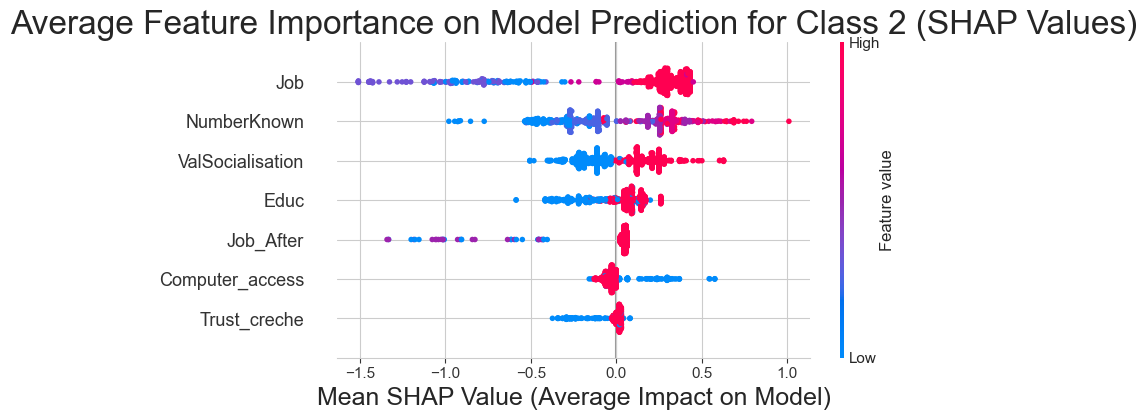 Average Feature Importance on Model Prediction for Class 2 (SHAP Values)
High
Job
NumberKnown
ValSocialisation
Educ
Job_After
Computer_access
Trust_creche
Feature value
Low
−1.5 −1.0 −0.5 0.0 0.5 1.0
Mean SHAP Value (Average Impact on Model)